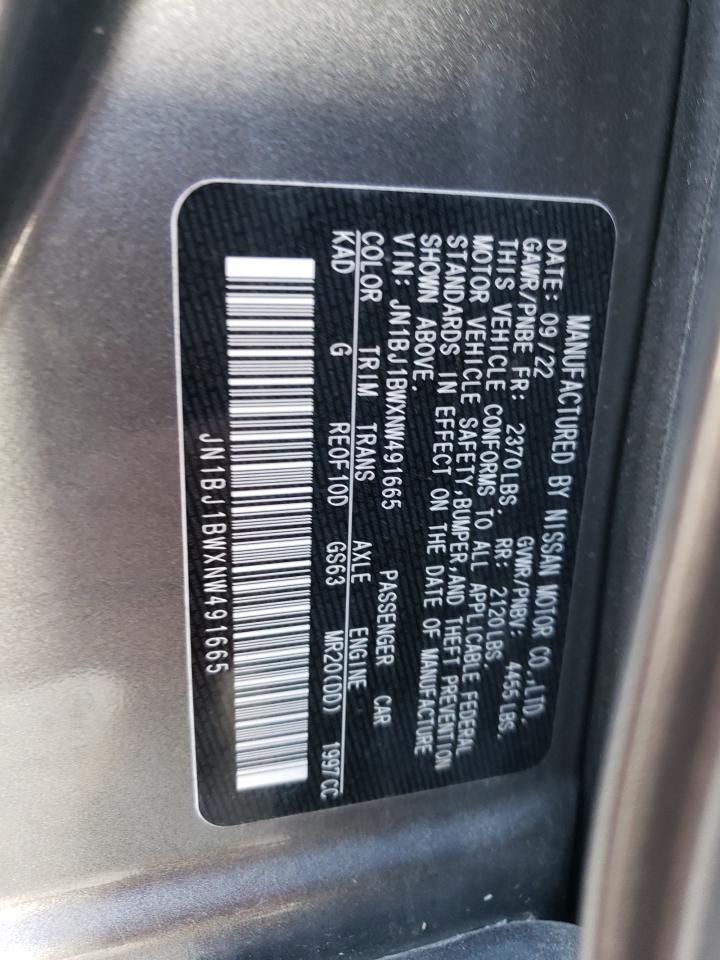 MANUFACTURED BY NISSAN MOTOR CO.,LTD.
DATE: 09/22 GVWR/PNBV: 4455 LBS.
GAWR/PNBE FR: 2370LBS. RR: 2120LBS.
THIS VEHICLE CONFORMS TO ALL APPLICABLE FEDERAL
MOTOR VEHICLE SAFETY,BUMPER,AND THEFT PREVENTION
STANDARDS IN EFFECT ON THE DATE OF MANUFACTURE
SHOWN ABOVE.
VIN: JN1BJ1BWXNW491665 PASSENGER CAR
COLOR TRIM TRANS AXLE ENGINE
KAD G RE0F10D GS63 MR20(DD) 1997CC
JN1BJ1BWXNW491665